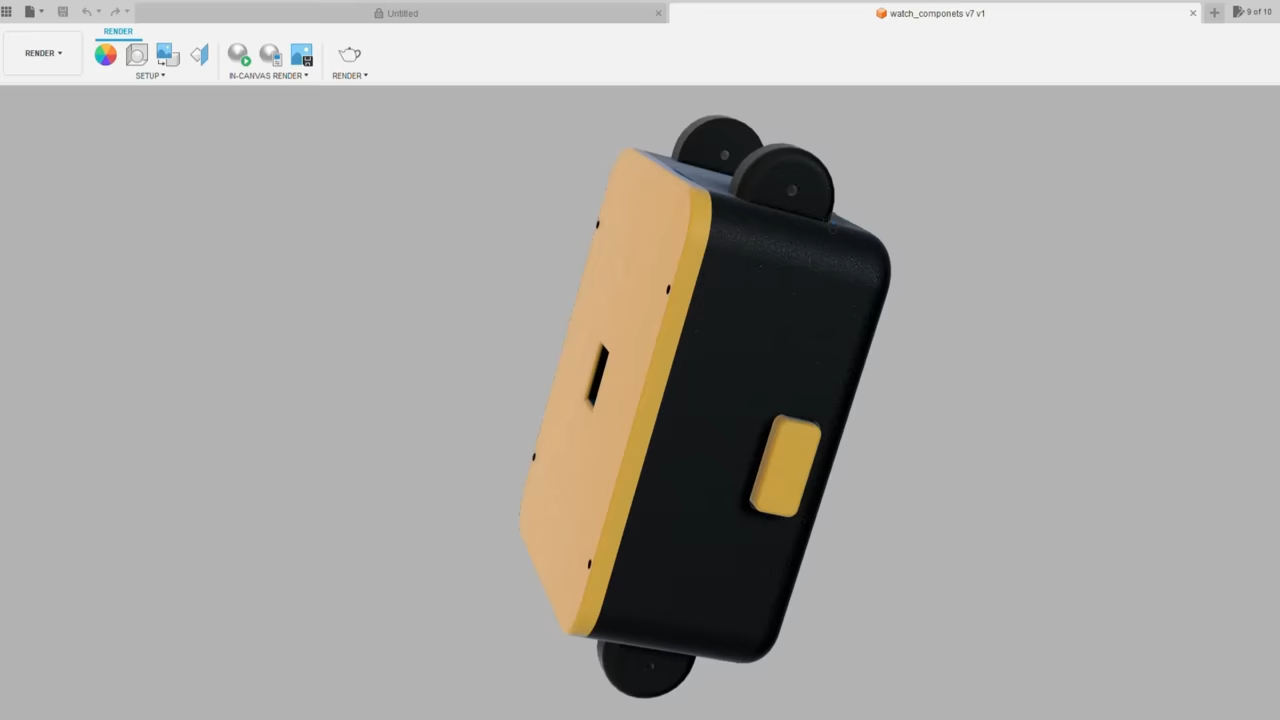 Untitled
watch_componets v7 v1
9 of 10
RENDER
RENDER
SETUP
IN-CANVAS RENDER
RENDER